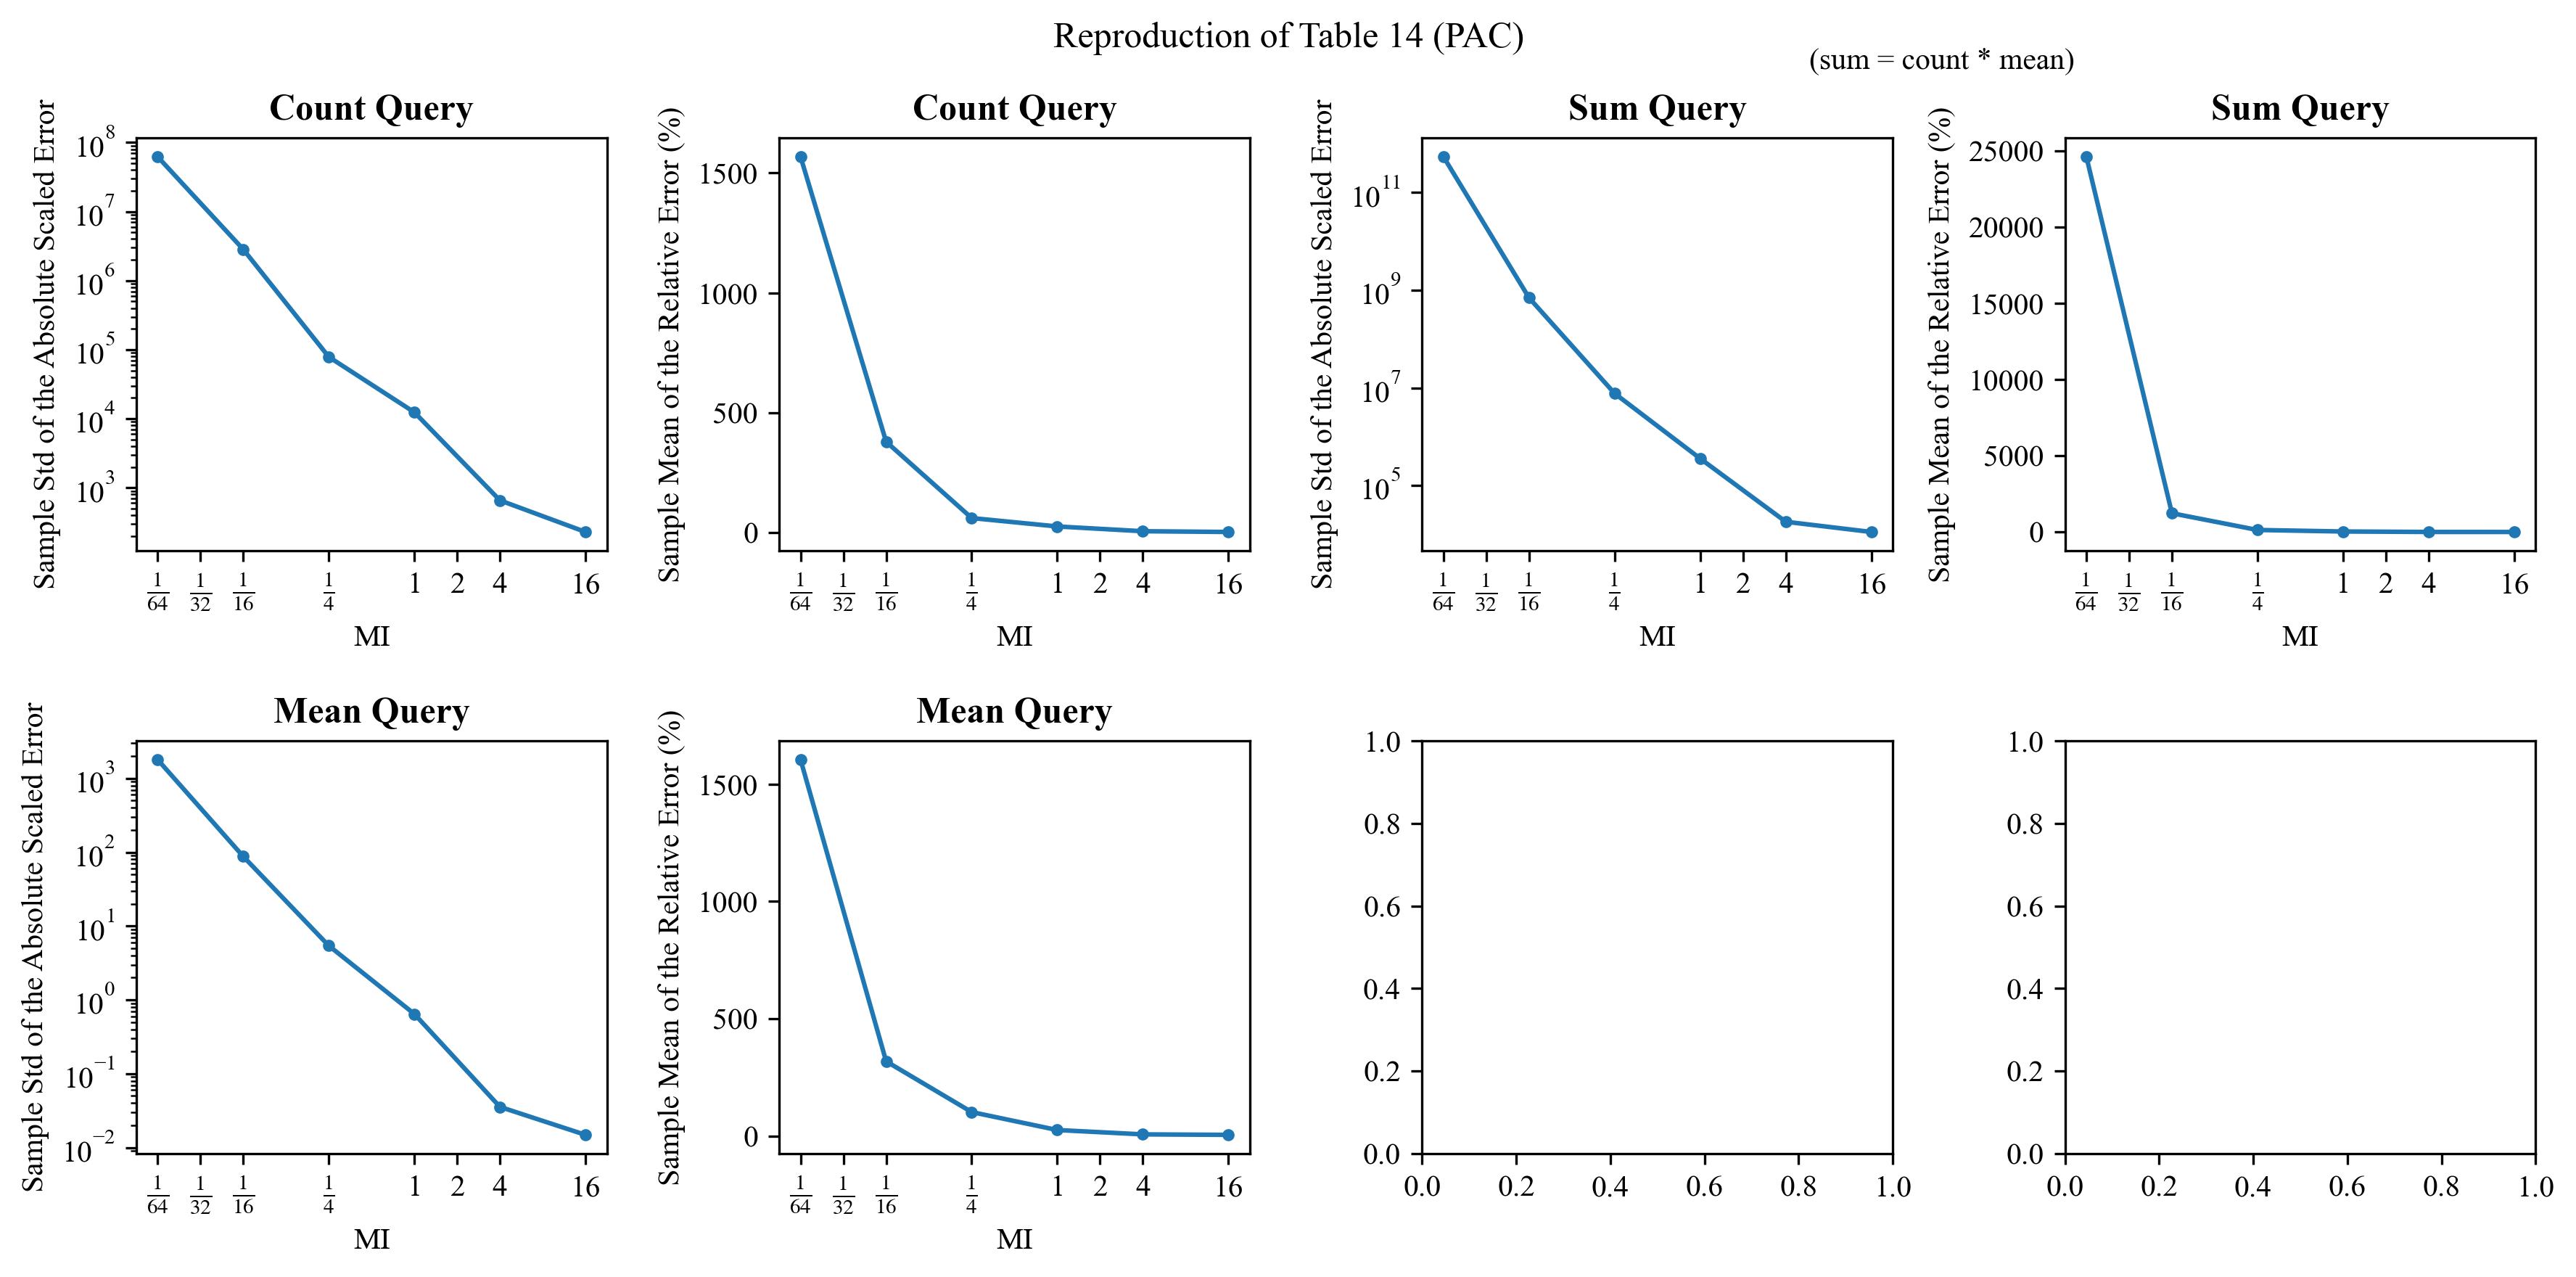 Reproduction of Table 14 (PAC)
(sum = count * mean)
Count Query
Sample Std of the Absolute Scaled Error
10^8
10^7
10^6
10^5
10^4
10^3
1/64 1/32 1/16 1/4 1 2 4 16
MI
Count Query
Sample Mean of the Relative Error (%)
1500
1000
500
0
1/64 1/32 1/16 1/4 1 2 4 16
MI
Sum Query
Sample Std of the Absolute Scaled Error
10^11
10^9
10^7
10^5
1/64 1/32 1/16 1/4 1 2 4 16
MI
Sum Query
Sample Mean of the Relative Error (%)
25000
20000
15000
10000
5000
0
1/64 1/32 1/16 1/4 1 2 4 16
MI
Mean Query
Sample Std of the Absolute Scaled Error
10^3
10^2
10^1
10^0
10^−1
10^−2
1/64 1/32 1/16 1/4 1 2 4 16
MI
Mean Query
Sample Mean of the Relative Error (%)
1500
1000
500
0
1/64 1/32 1/16 1/4 1 2 4 16
MI
1.0
0.8
0.6
0.4
0.2
0.0
0.0 0.2 0.4 0.6 0.8 1.0
1.0
0.8
0.6
0.4
0.2
0.0
0.0 0.2 0.4 0.6 0.8 1.0